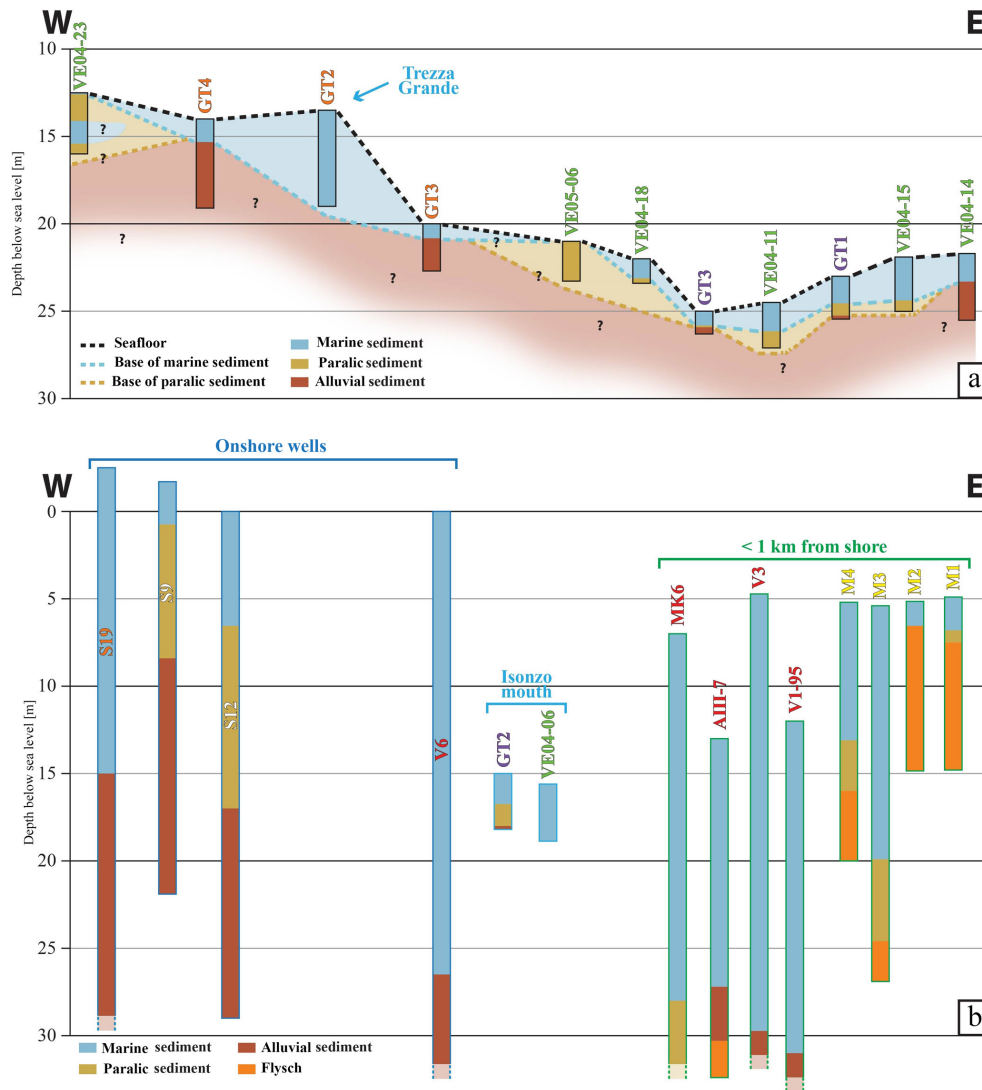 W
E
10
15
20
25
30
Depth below sea level [m]
VE04-23
GT4
GT2
Trezza
Grande
GT3
VE05-06
VE04-18
GT3
VE04-11
GT1
VE04-15
VE04-14
?
?
?
?
?
?
?
?
?
?
Seafloor
Base of marine sediment
Base of paralic sediment
Marine sediment
Paralic sediment
Alluvial sediment
a
Onshore wells
W
E
0
5
10
15
20
25
30
Depth below sea level [m]
S19
S9
S12
V6
Isonzo
mouth
GT2
VE04-06
< 1 km from shore
MK6
AIII-7
V3
V1-95
M4
M3
M2
M1
Marine sediment
Paralic sediment
Alluvial sediment
Flysch
b